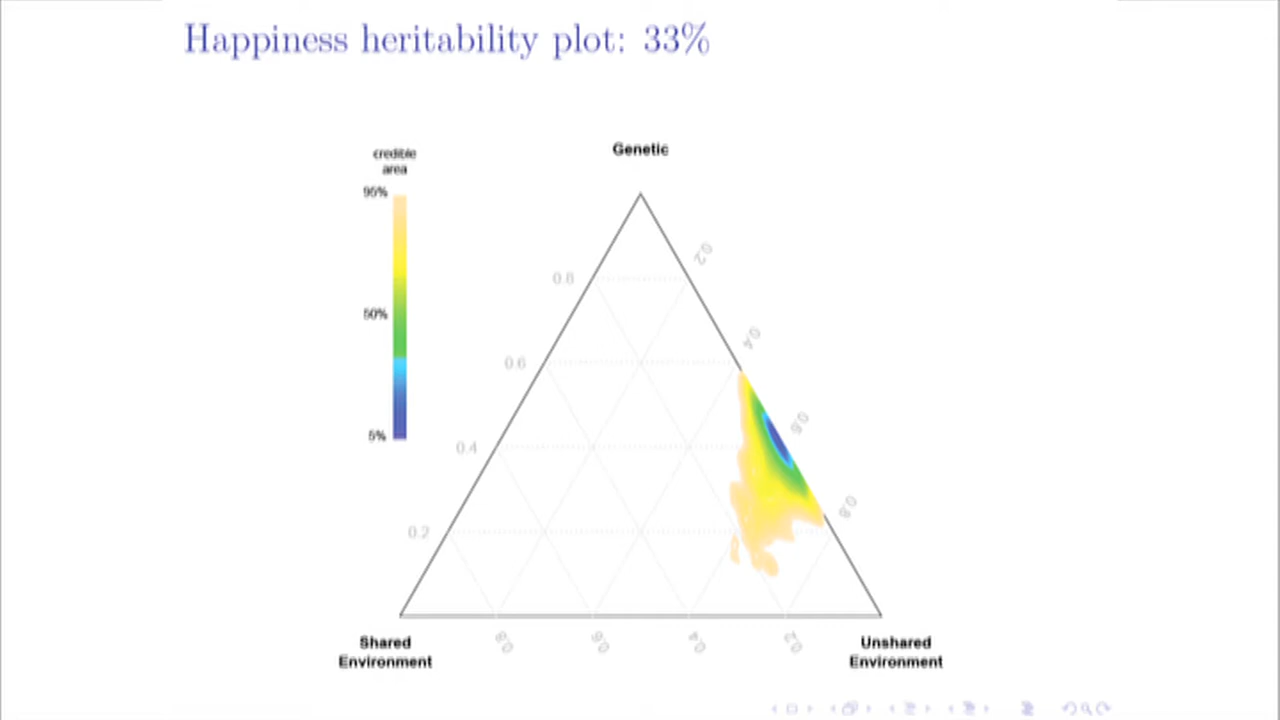 Happiness heritability plot: 33%
credible
area
95%
50%
5%
Genetic
0.8
0.6
0.4
0.2
0.2
0.4
0.6
0.8
0.8
0.6
0.4
0.2
Shared
Environment
Unshared
Environment